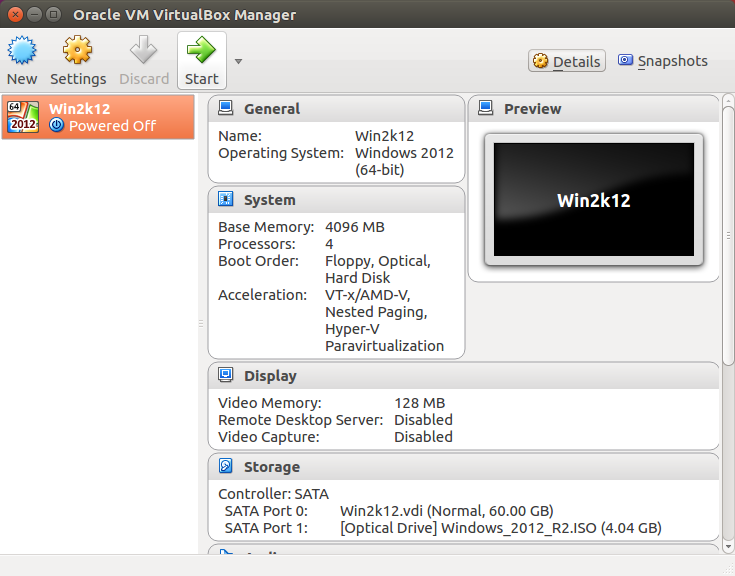 Oracle VM VirtualBox Manager
New
Settings
Discard
Start
Details
Snapshots
64
2012
Win2k12
Powered Off
General
Name: Win2k12
Operating System: Windows 2012
(64-bit)
Preview
Win2k12
System
Base Memory: 4096 MB
Processors: 4
Boot Order: Floppy, Optical,
Hard Disk
Acceleration: VT-x/AMD-V,
Nested Paging,
Hyper-V
Paravirtualization
Display
Video Memory: 128 MB
Remote Desktop Server: Disabled
Video Capture: Disabled
Storage
Controller: SATA
SATA Port 0: Win2k12.vdi (Normal, 60.00 GB)
SATA Port 1: [Optical Drive] Windows_2012_R2.ISO (4.04 GB)